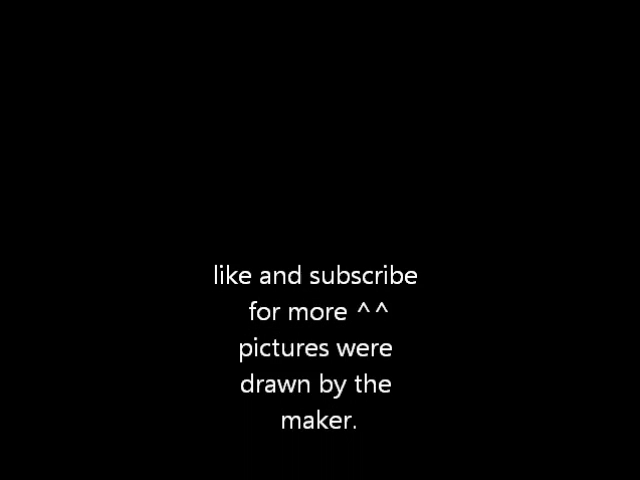 like and subscribe
for more ^^
pictures were
drawn by the
maker.